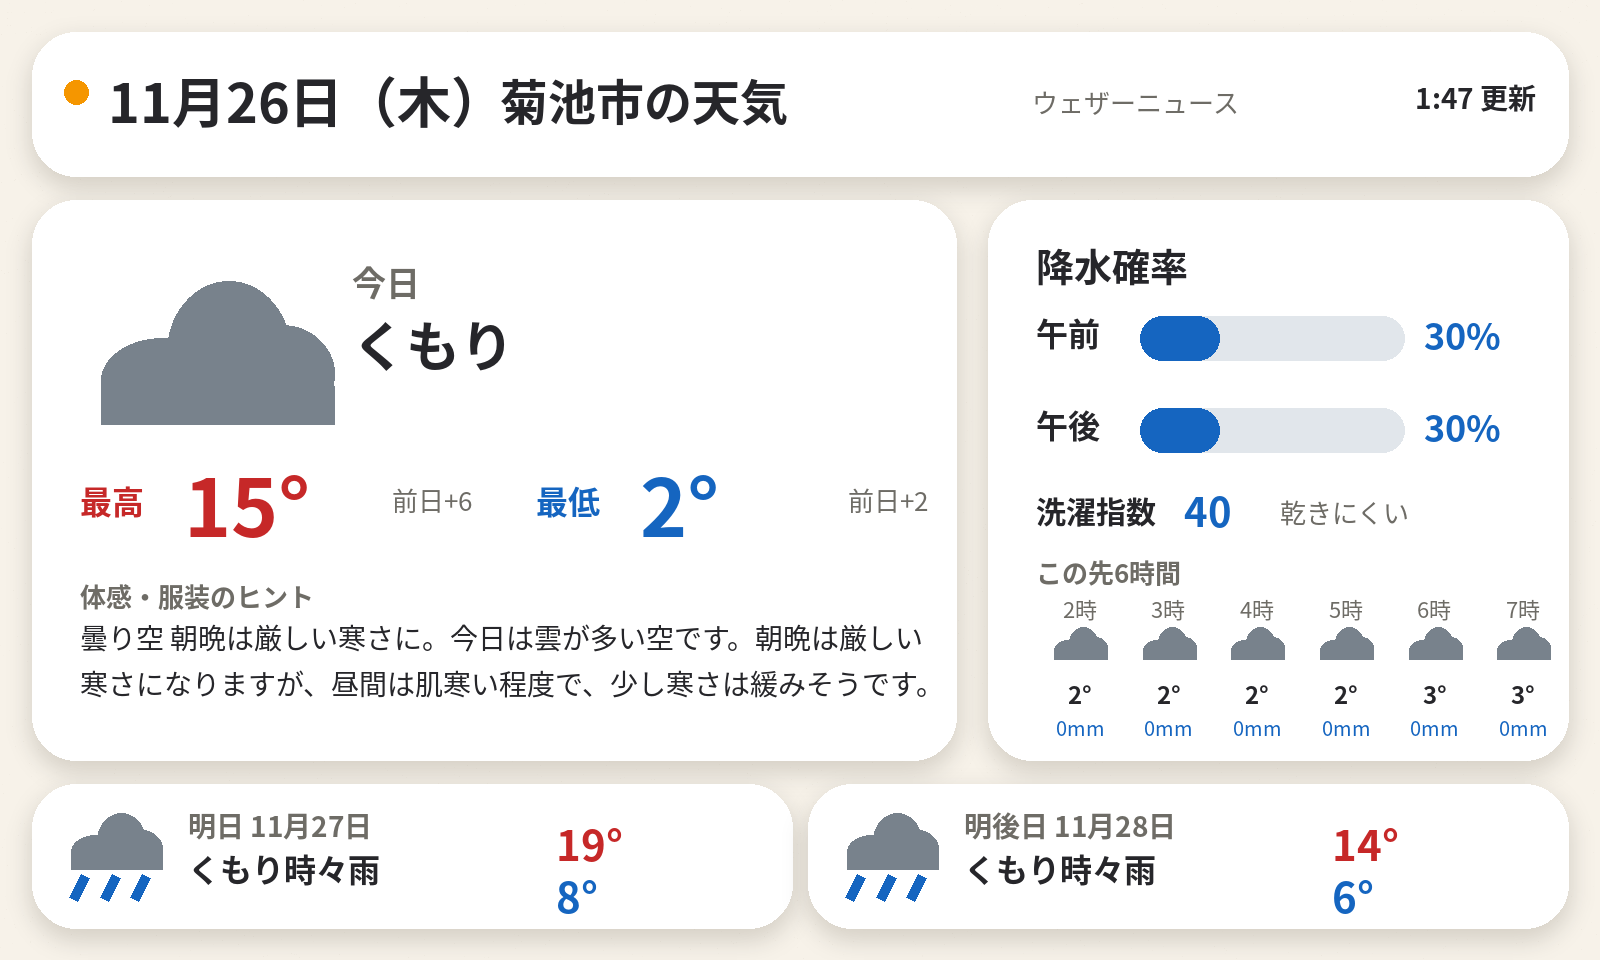 11月26日（木）菊池市の天気
ウェザーニュース
1:47 更新
今日
くもり
最高 15° 前日+6 最低 2° 前日+2
体感・服装のヒント
曇り空 朝晩は厳しい寒さに。今日は雲が多い空です。朝晩は厳しい
寒さになりますが、昼間は肌寒い程度で、少し寒さは緩みそうです。
降水確率
午前 30%
午後 30%
洗濯指数 40 乾きにくい
この先6時間
2時 3時 4時 5時 6時 7時
2° 2° 2° 2° 3° 3°
0mm 0mm 0mm 0mm 0mm 0mm
明日 11月27日
くもり時々雨
19°
8°
明後日 11月28日
くもり時々雨
14°
6°